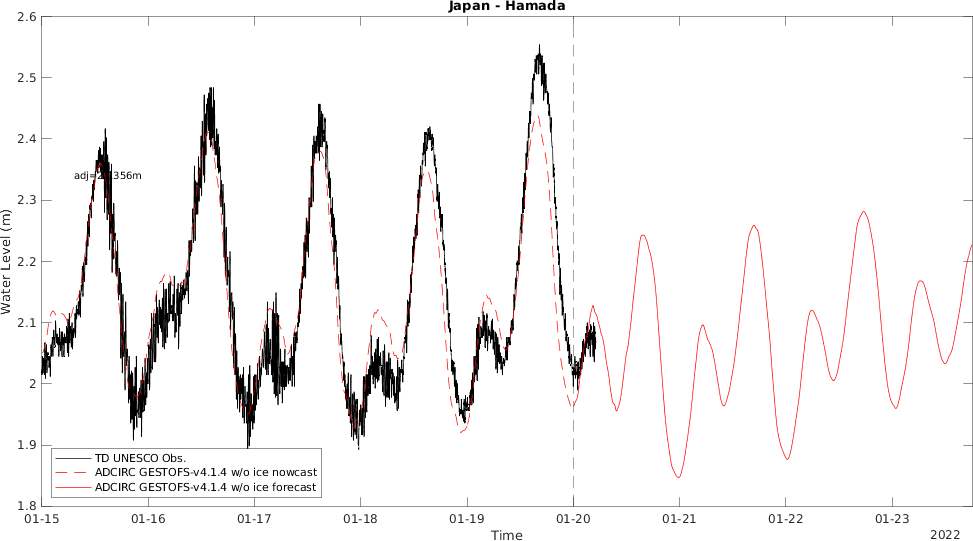 Japan - Hamada
2.6
2.5
2.4
2.3
2.2
2.1
2
1.9
1.8
Water Level (m)
TD UNESCO Obs.
ADCIRC GESTOFS-v4.1.4 w/o ice nowcast
ADCIRC GESTOFS-v4.1.4 w/o ice forecast
01-15 01-16 01-17 01-18 01-19 01-20 01-21 01-22 01-23
Time
2022